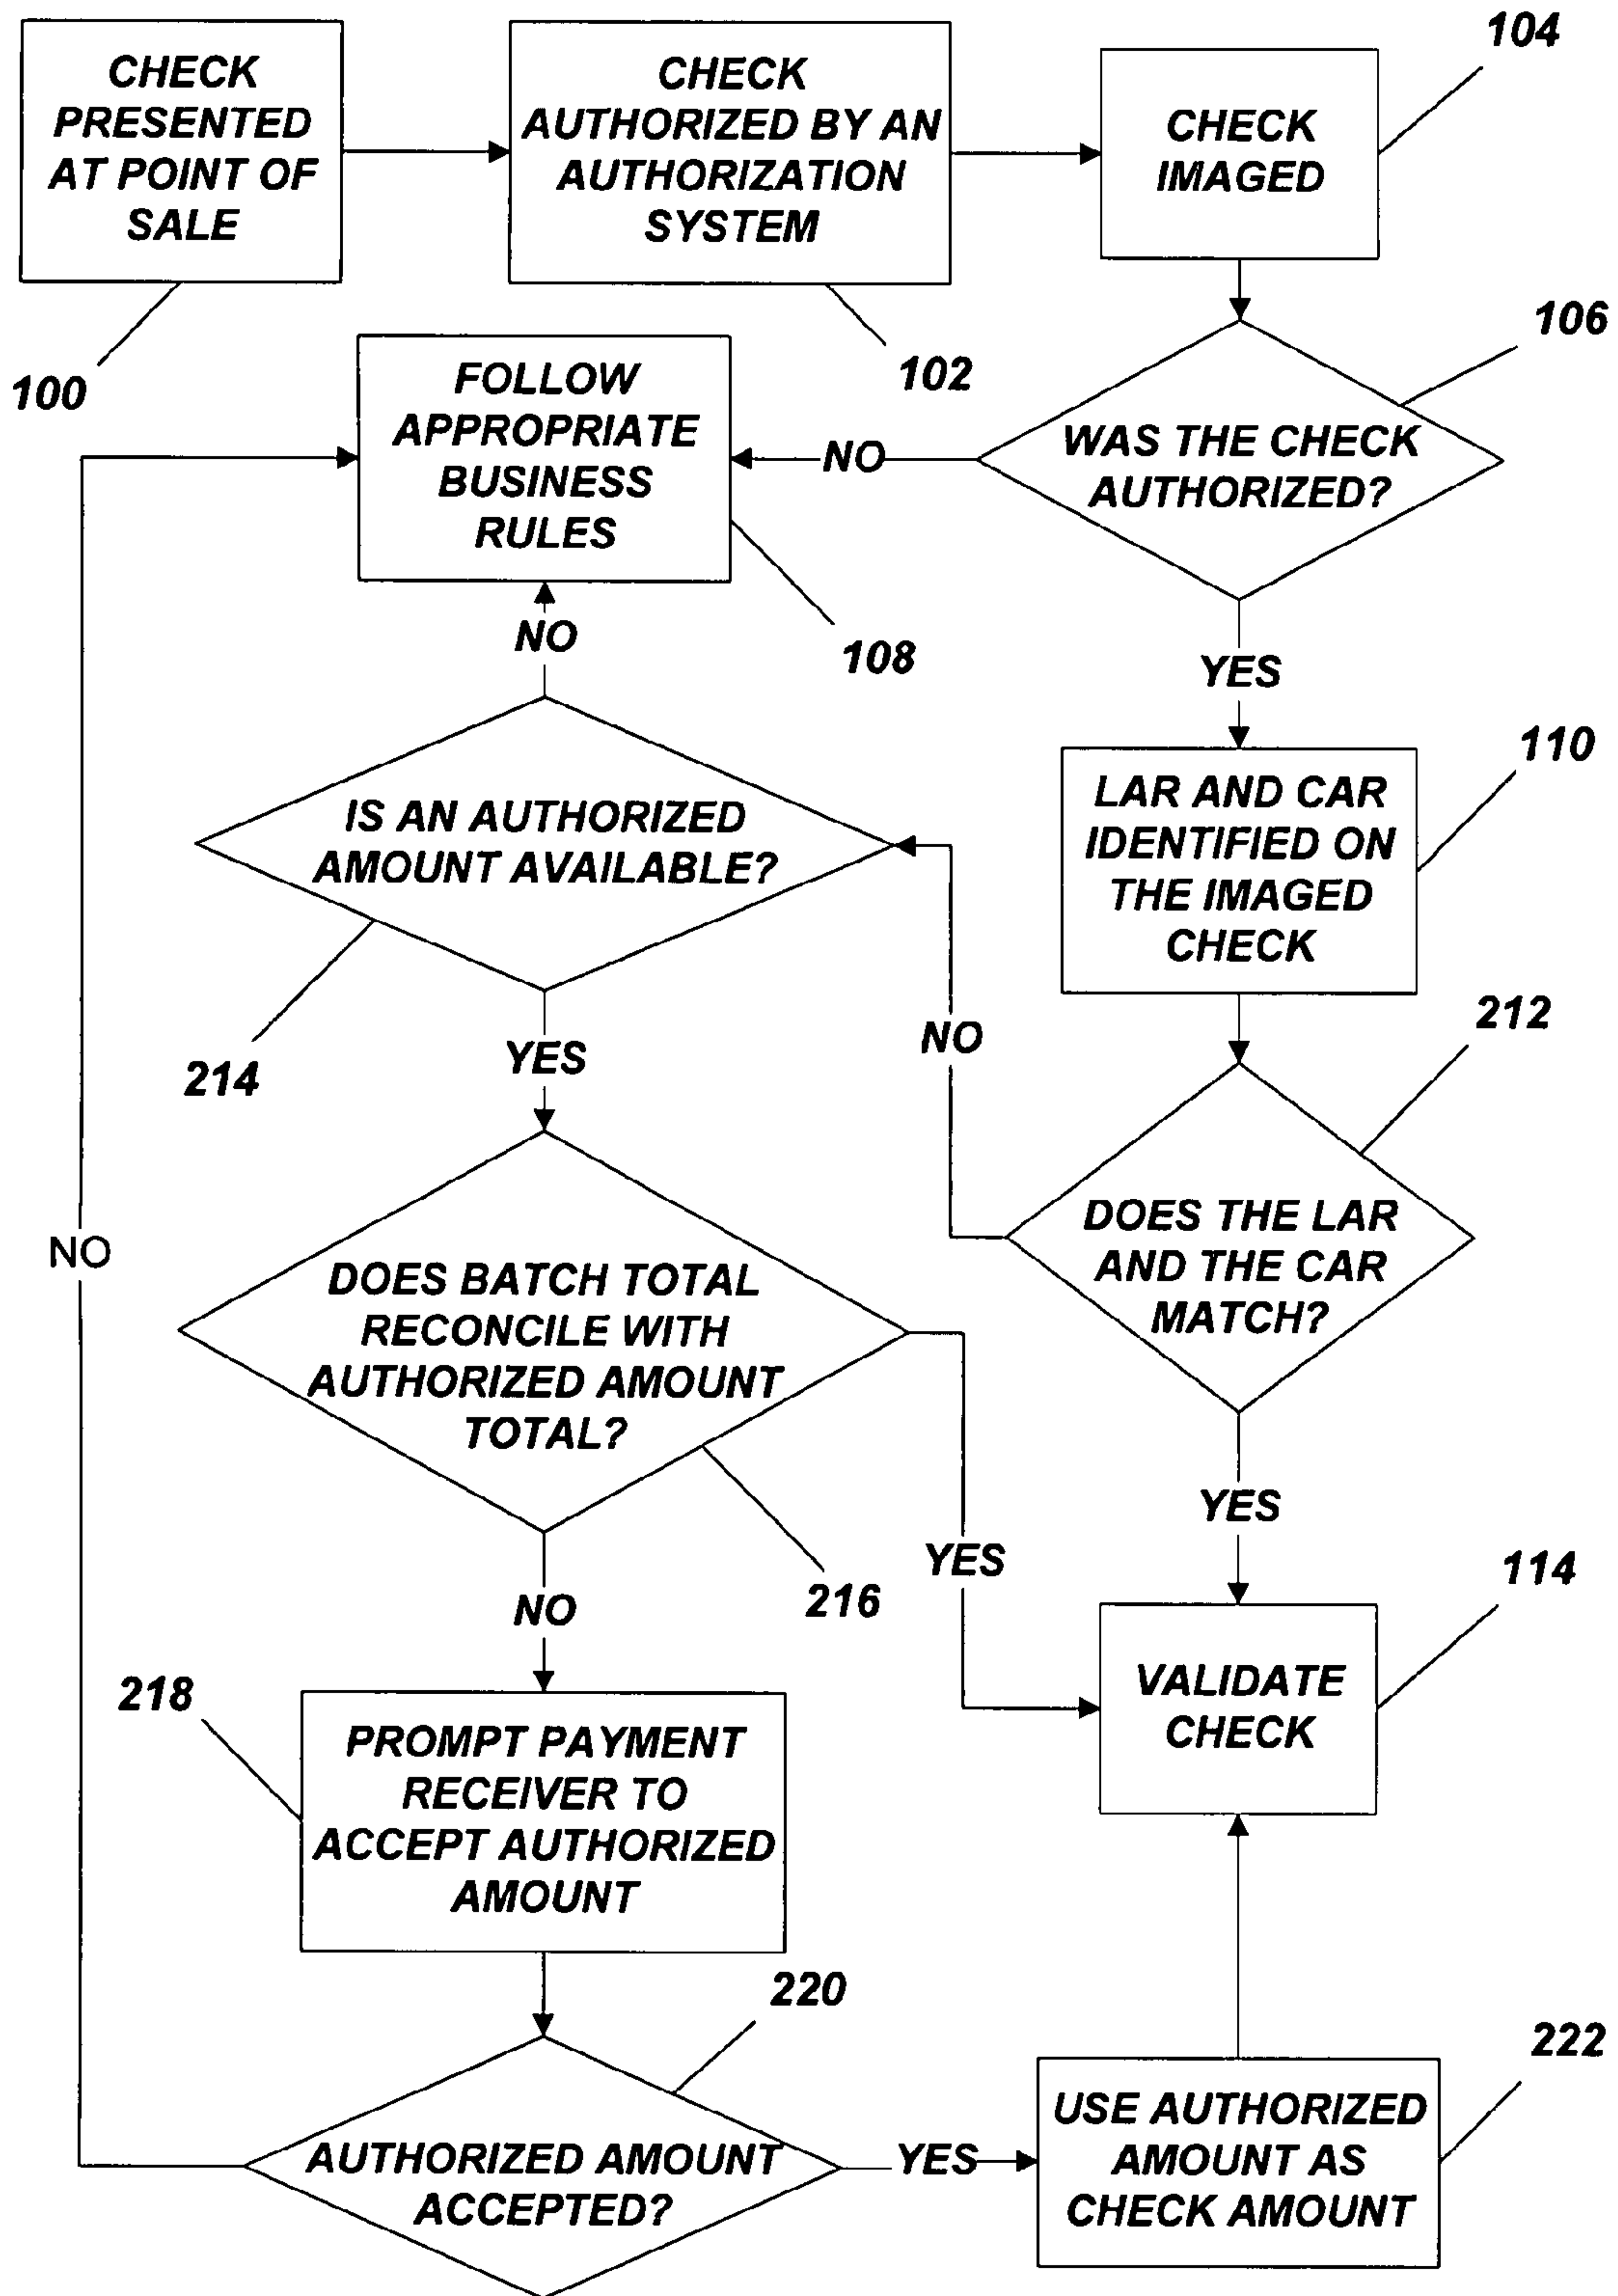 CHECK
PRESENTED
AT POINT OF
SALE
100
CHECK
AUTHORIZED BY AN
AUTHORIZATION
SYSTEM
102
CHECK
IMAGED
104
WAS THE CHECK
AUTHORIZED?
106
NO
FOLLOW
APPROPRIATE
BUSINESS
RULES
108
YES
LAR AND CAR
IDENTIFIED ON
THE IMAGED
CHECK
110
DOES THE LAR
AND THE CAR
MATCH?
212
NO
IS AN AUTHORIZED
AMOUNT AVAILABLE?
214
NO
YES
DOES BATCH TOTAL
RECONCILE WITH
AUTHORIZED AMOUNT
TOTAL?
216
YES
YES
VALIDATE
CHECK
114
NO
PROMPT PAYMENT
RECEIVER TO
ACCEPT AUTHORIZED
AMOUNT
218
AUTHORIZED AMOUNT
ACCEPTED?
220
NO
YES
USE AUTHORIZED
AMOUNT AS
CHECK AMOUNT
222